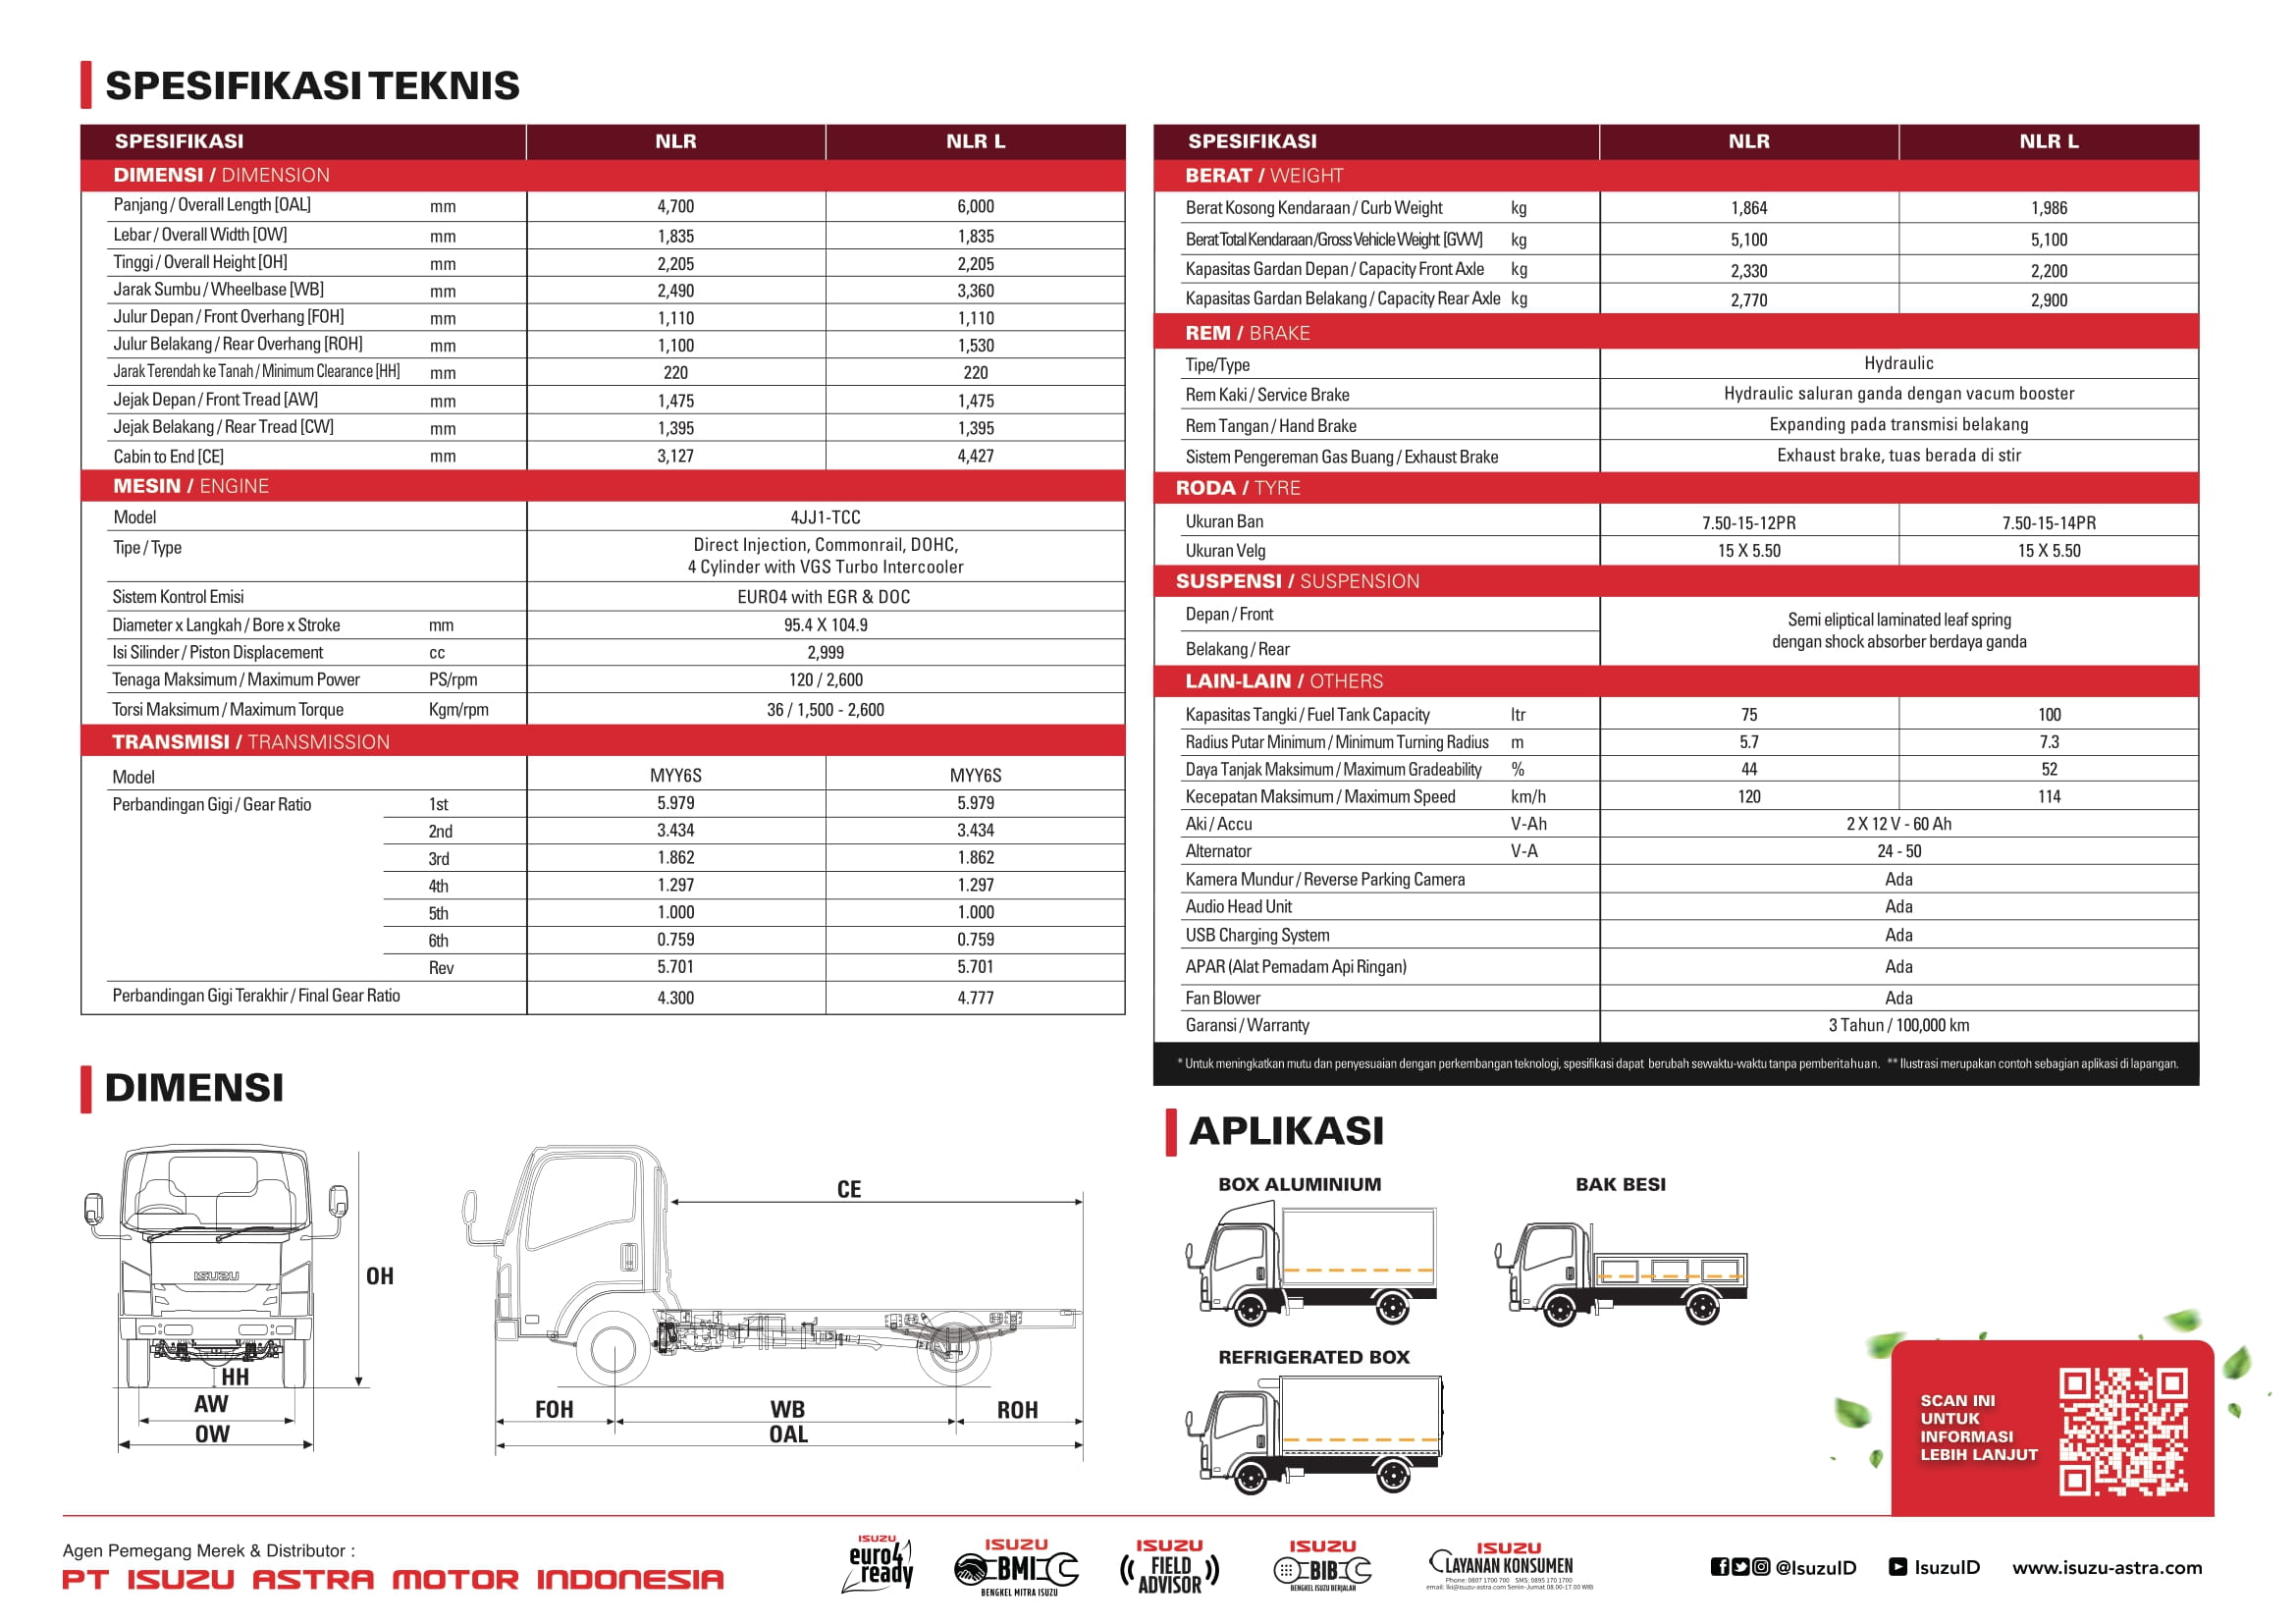 SPESIFIKASI TEKNIS
SPESIFIKASI NLR NLR L
DIMENSI / DIMENSION
Panjang / Overall Length [OAL] mm 4,700 6,000
Lebar / Overall Width [OW] mm 1,835 1,835
Tinggi / Overall Height [OH] mm 2,205 2,205
Jarak Sumbu / Wheelbase [WB] mm 2,490 3,360
Julur Depan / Front Overhang [FOH] mm 1,110 1,110
Julur Belakang / Rear Overhang [ROH] mm 1,100 1,530
Jarak Terendah ke Tanah / Minimum Clearance [HH] mm 220 220
Jejak Depan / Front Tread [AW] mm 1,475 1,475
Jejak Belakang / Rear Tread [CW] mm 1,395 1,395
Cabin to End [CE] mm 3,127 4,427
MESIN / ENGINE
Model 4JJ1-TCC
Tipe / Type Direct Injection, Commonrail, DOHC,
4 Cylinder with VGS Turbo Intercooler
Sistem Kontrol Emisi EURO4 with EGR & DOC
Diameter x Langkah / Bore x Stroke mm 95.4 X 104.9
Isi Silinder / Piston Displacement cc 2,999
Tenaga Maksimum / Maximum Power PS/rpm 120 / 2,600
Torsi Maksimum / Maximum Torque Kgm/rpm 36 / 1,500 - 2,600
TRANSMISI / TRANSMISSION
Model MYY6S MYY6S
Perbandingan Gigi / Gear Ratio 1st 5.979 5.979
2nd 3.434 3.434
3rd 1.862 1.862
4th 1.297 1.297
5th 1.000 1.000
6th 0.759 0.759
Rev 5.701 5.701
Perbandingan Gigi Terakhir / Final Gear Ratio 4.300 4.777
SPESIFIKASI NLR NLR L
BERAT / WEIGHT
Berat Kosong Kendaraan / Curb Weight kg 1,864 1,986
Berat Total Kendaraan /Gross Vehicle Weight [GVW] kg 5,100 5,100
Kapasitas Gardan Depan / Capacity Front Axle kg 2,330 2,200
Kapasitas Gardan Belakang / Capacity Rear Axle kg 2,770 2,900
REM / BRAKE
Tipe/Type Hydraulic
Rem Kaki / Service Brake Hydraulic saluran ganda dengan vacum booster
Rem Tangan / Hand Brake Expanding pada transmisi belakang
Sistem Pengereman Gas Buang / Exhaust Brake Exhaust brake, tuas berada di stir
RODA / TYRE
Ukuran Ban 7.50-15-12PR 7.50-15-14PR
Ukuran Velg 15 X 5.50 15 X 5.50
SUSPENSI / SUSPENSION
Depan / Front Semi eliptical laminated leaf spring
Belakang / Rear dengan shock absorber berdaya ganda
LAIN-LAIN / OTHERS
Kapasitas Tangki / Fuel Tank Capacity ltr 75 100
Radius Putar Minimum / Minimum Turning Radius m 5.7 7.3
Daya Tanjak Maksimum / Maximum Gradeability % 44 52
Kecepatan Maksimum / Maximum Speed km/h 120 114
Aki / Accu V-Ah 2 X 12 V - 60 Ah
Alternator V-A 24 - 50
Kamera Mundur / Reverse Parking Camera Ada
Audio Head Unit Ada
USB Charging System Ada
APAR (Alat Pemadam Api Ringan) Ada
Fan Blower Ada
Garansi / Warranty 3 Tahun / 100,000 km
* Untuk meningkatkan mutu dan penyesuaian dengan perkembangan teknologi, spesifikasi dapat berubah sewaktu-waktu tanpa pemberitahuan. ** Ilustrasi merupakan contoh sebagian aplikasi di lapangan.
DIMENSI
ISUZU
OH
HH
AW
OW
CE
FOH WB ROH
OAL
APLIKASI
BOX ALUMINIUM BAK BESI
REFRIGERATED BOX
SCAN INI
UNTUK
INFORMASI
LEBIH LANJUT
Agen Pemegang Merek & Distributor :
PT ISUZU ASTRA MOTOR INDONESIA
ISUZU
euro4
ready
ISUZU
BMI
BENGKEL MITRA ISUZU
ISUZU
FIELD
ADVISOR
ISUZU
BIB
BENGKEL ISUZU BERJALAN
ISUZU
LAYANAN KONSUMEN
Phone: 0807 1700 700 SMS: 0895 170 1700
email: lki@isuzu-astra.com Senin-Jumat 08.00-17.00 WIB
@IsuzuID IsuzuID www.isuzu-astra.com